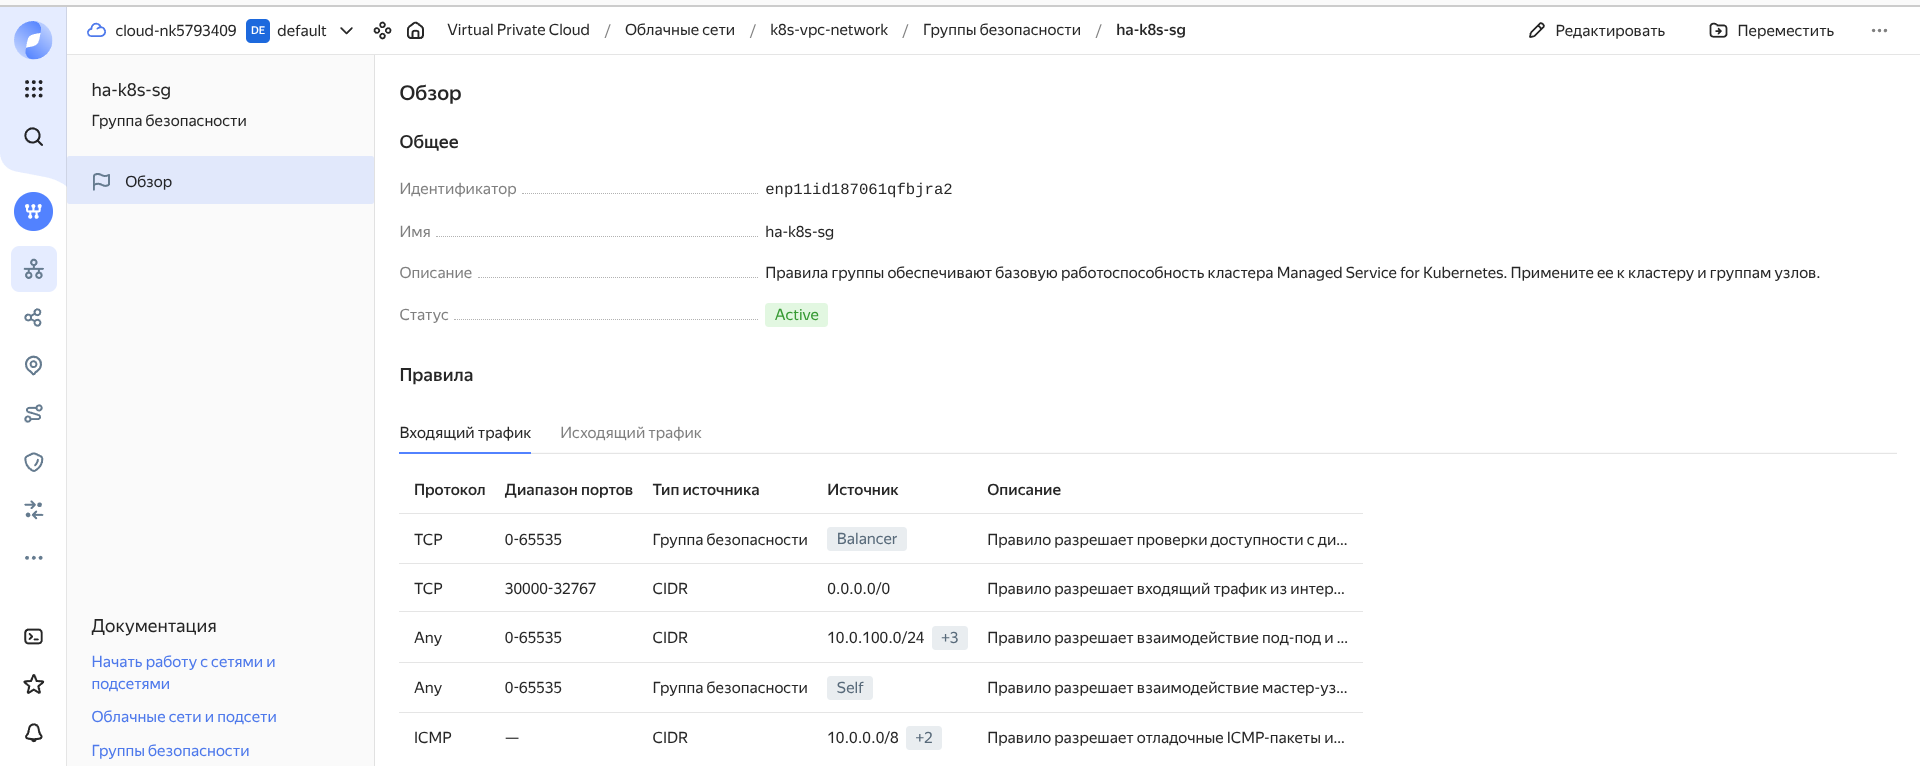 cloud-nk5793409 DE default Virtual Private Cloud / Облачные сети / k8s-vpc-network / Группы безопасности / ha-k8s-sg Редактировать Переместить
ha-k8s-sg
Группа безопасности
Обзор
Документация
Начать работу с сетями и
подсетями
Облачные сети и подсети
Группы безопасности
Обзор
Общее
Идентификатор enp11id187061qfbjra2
Имя ha-k8s-sg
Описание Правила группы обеспечивают базовую работоспособность кластера Managed Service for Kubernetes. Примените ее к кластеру и группам узлов.
Статус Active
Правила
Входящий трафик Исходящий трафик
Протокол Диапазон портов Тип источника Источник Описание
TCP 0-65535 Группа безопасности Balancer Правило разрешает проверки доступности с ди...
TCP 30000-32767 CIDR 0.0.0.0/0 Правило разрешает входящий трафик из интер...
Any 0-65535 CIDR 10.0.100.0/24 +3 Правило разрешает взаимодействие под-под и ...
Any 0-65535 Группа безопасности Self Правило разрешает взаимодействие мастер-уз...
ICMP — CIDR 10.0.0.0/8 +2 Правило разрешает отладочные ICMP-пакеты и...